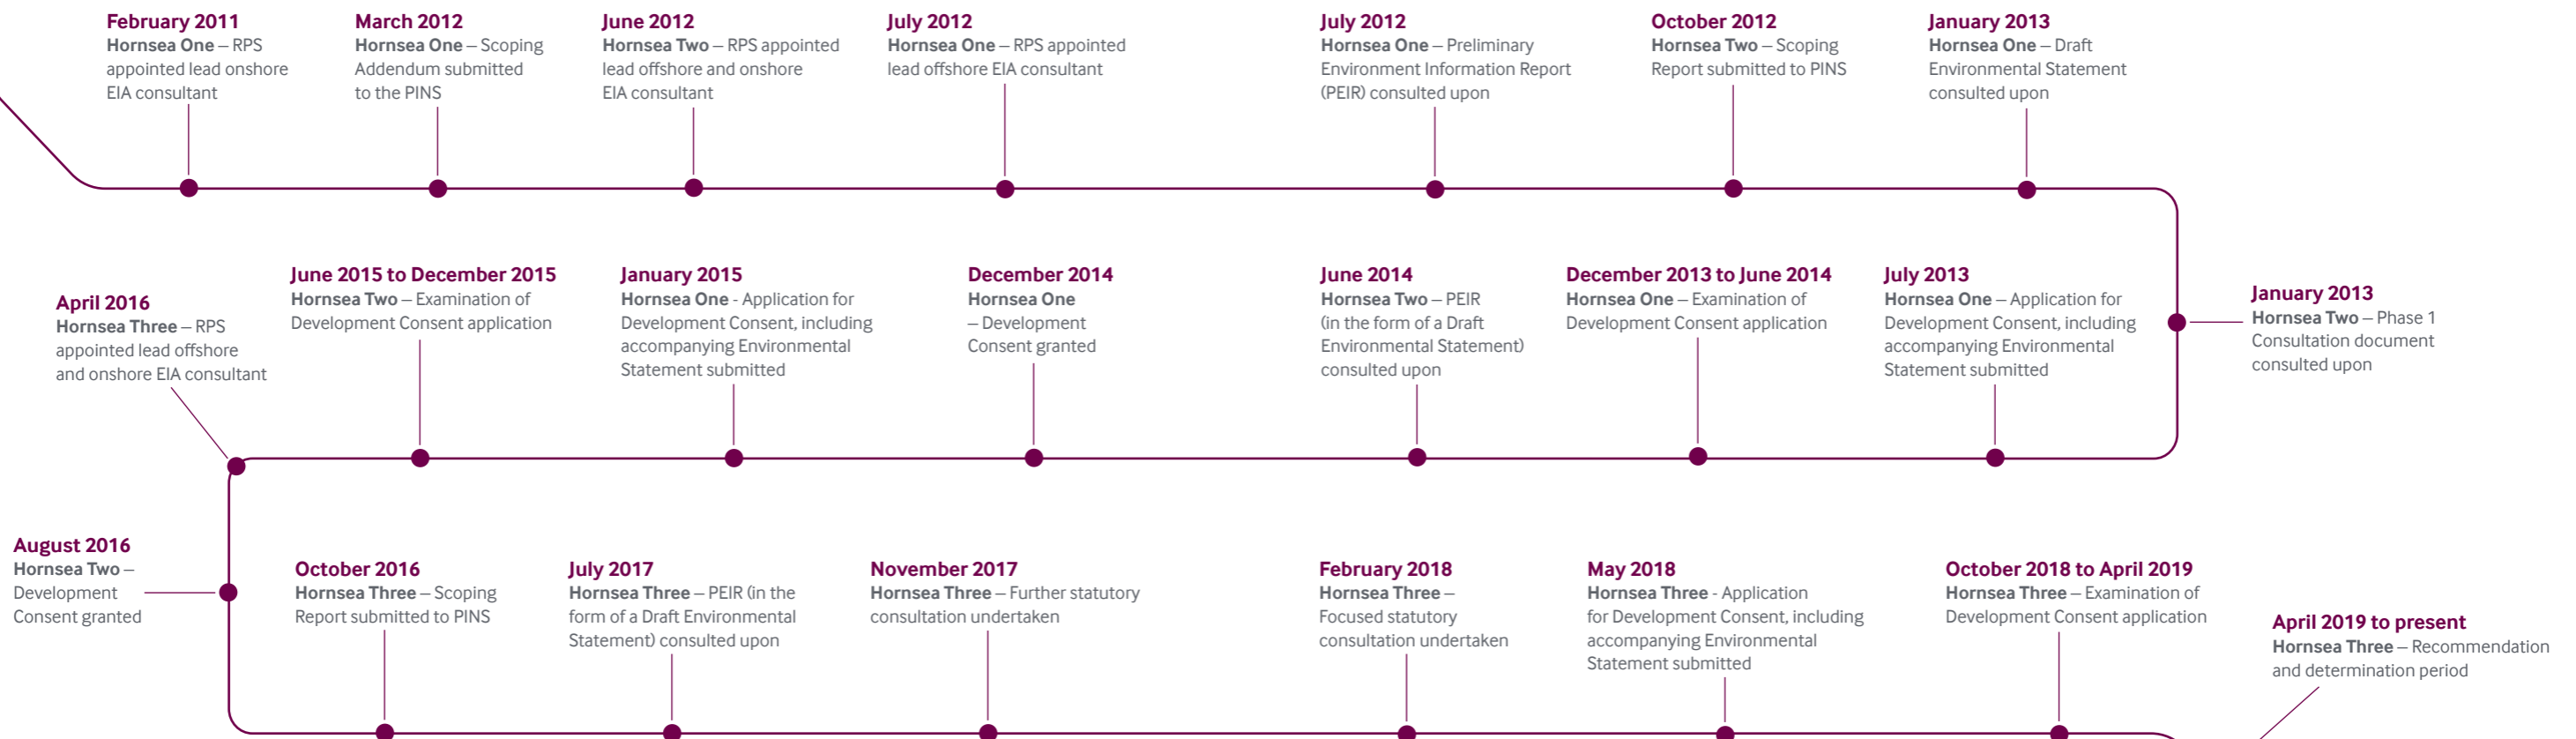 February 2011
Hornsea One – RPS
appointed lead onshore
EIA consultant
March 2012
Hornsea One – Scoping
Addendum submitted
to the PINS
June 2012
Hornsea Two – RPS appointed
lead offshore and onshore
EIA consultant
July 2012
Hornsea One – RPS appointed
lead offshore EIA consultant
July 2012
Hornsea One – Preliminary
Environment Information Report
(PEIR) consulted upon
October 2012
Hornsea Two – Scoping
Report submitted to PINS
January 2013
Hornsea One – Draft
Environmental Statement
consulted upon
January 2013
Hornsea Two – Phase 1
Consultation document
consulted upon
July 2013
Hornsea One – Application for
Development Consent, including
accompanying Environmental
Statement submitted
December 2013 to June 2014
Hornsea One – Examination of
Development Consent application
June 2014
Hornsea Two – PEIR
(in the form of a Draft
Environmental Statement)
consulted upon
December 2014
Hornsea One
– Development
Consent granted
January 2015
Hornsea One - Application for
Development Consent, including
accompanying Environmental
Statement submitted
June 2015 to December 2015
Hornsea Two – Examination of
Development Consent application
April 2016
Hornsea Three – RPS
appointed lead offshore
and onshore EIA consultant
August 2016
Hornsea Two –
Development
Consent granted
October 2016
Hornsea Three – Scoping
Report submitted to PINS
July 2017
Hornsea Three – PEIR (in the
form of a Draft Environmental
Statement) consulted upon
November 2017
Hornsea Three – Further statutory
consultation undertaken
February 2018
Hornsea Three –
Focused statutory
consultation undertaken
May 2018
Hornsea Three - Application
for Development Consent, including
accompanying Environmental
Statement submitted
October 2018 to April 2019
Hornsea Three – Examination of
Development Consent application
April 2019 to present
Hornsea Three – Recommendation
and determination period